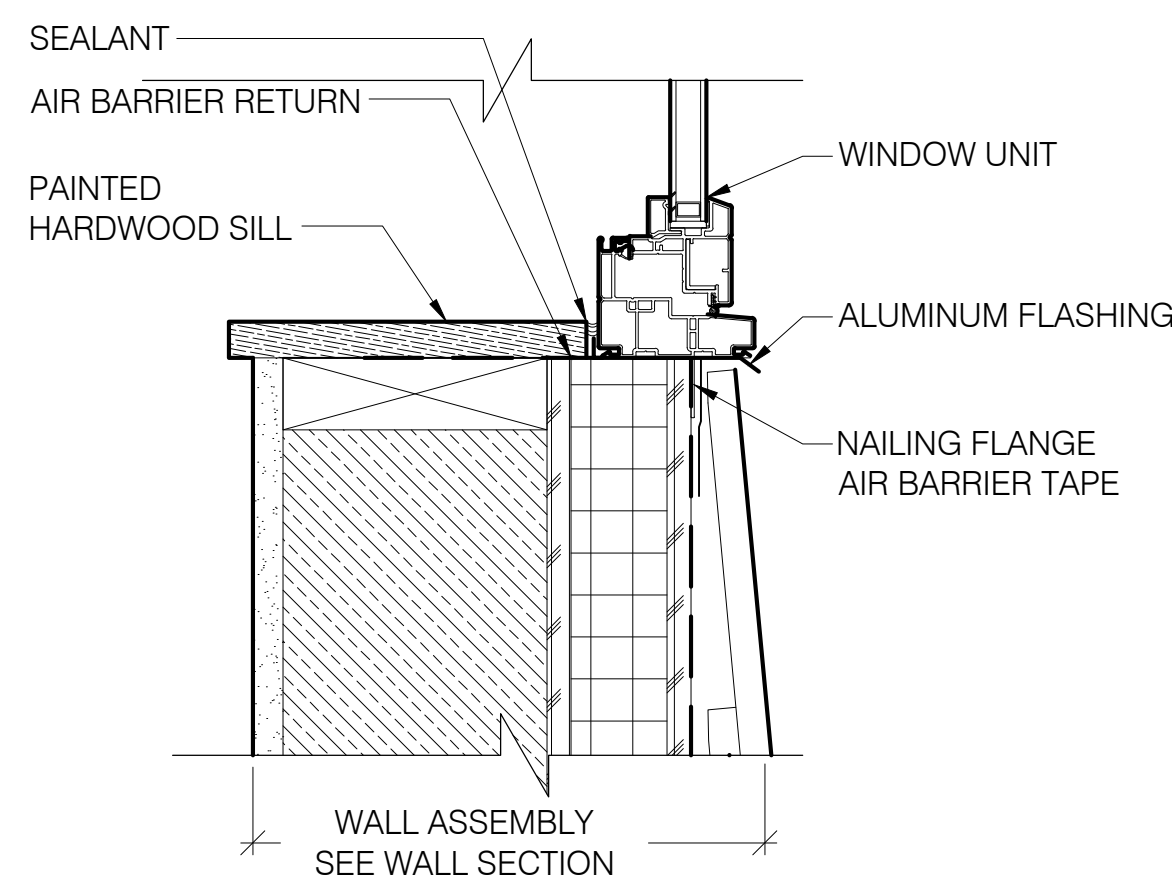 SEALANT
AIR BARRIER RETURN
PAINTED
HARDWOOD SILL
WINDOW UNIT
ALUMINUM FLASHING
NAILING FLANGE
AIR BARRIER TAPE
WALL ASSEMBLY
SEE WALL SECTION